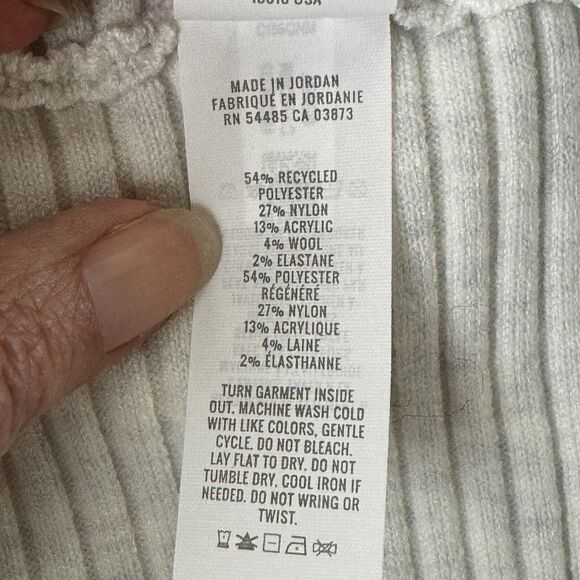 MADE IN JORDAN
FABRIQUÉ EN JORDANIE
RN 54485 CA 03873
54% RECYCLED
POLYESTER
27% NYLON
13% ACRYLIC
4% WOOL
2% ELASTANE
54% POLYESTER
RÉGÉNÉRÉ
27% NYLON
13% ACRYLIQUE
4% LAINE
2% ÉLASTHANNE
TURN GARMENT INSIDE
OUT. MACHINE WASH COLD
WITH LIKE COLORS, GENTLE
CYCLE. DO NOT BLEACH.
LAY FLAT TO DRY. DO NOT
TUMBLE DRY. COOL IRON IF
NEEDED. DO NOT WRING OR
TWIST.